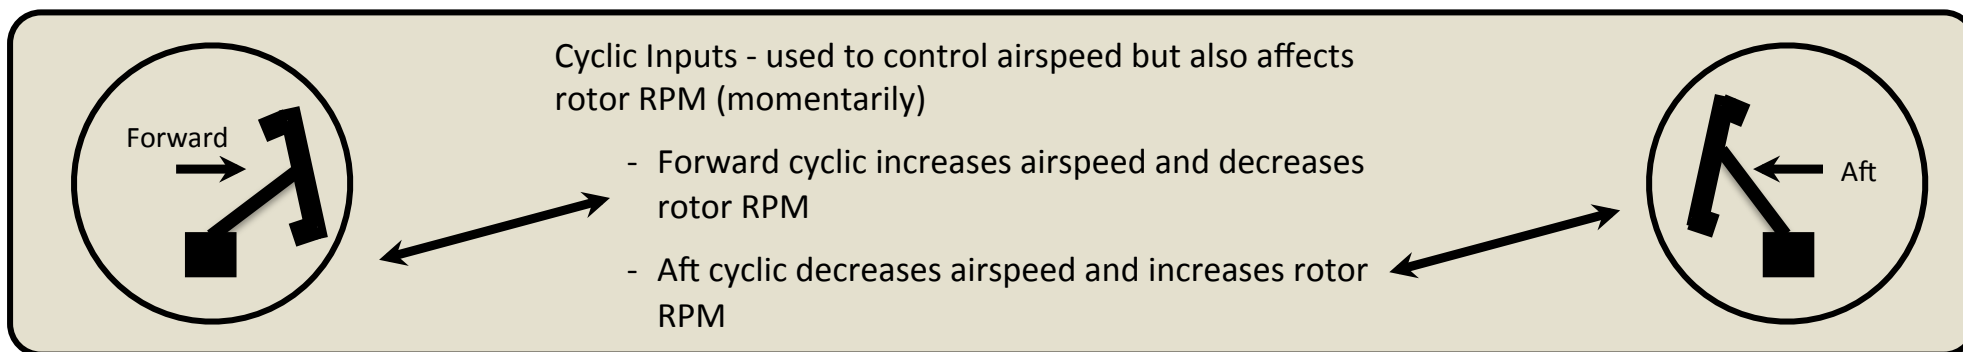 Cyclic Inputs - used to control airspeed but also affects
rotor RPM (momentarily)
Forward
- Forward cyclic increases airspeed and decreases
rotor RPM
Aft
- Aft cyclic decreases airspeed and increases rotor
RPM